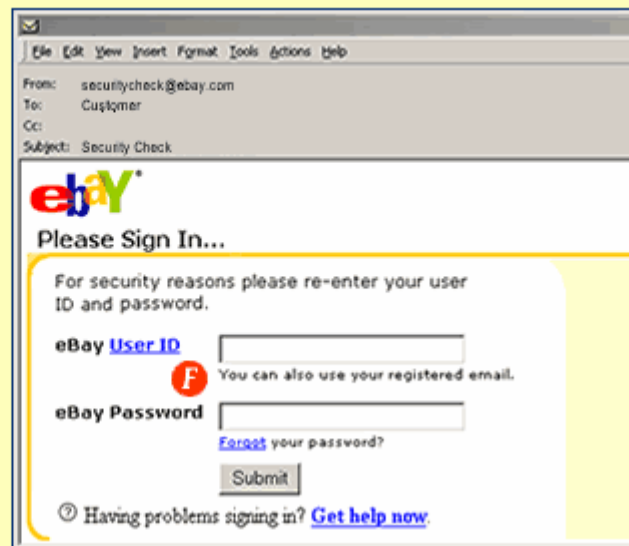 File Edit View Insert Format Tools Actions Help
From: securitycheck@ebay.com
To: Customer
Cc:
Subject: Security Check
ebaY
Please Sign In...
For security reasons please re-enter your user
ID and password.
eBay User ID
F You can also use your registered email.
eBay Password
Forgot your password?
Submit
? Having problems signing in? Get help now.